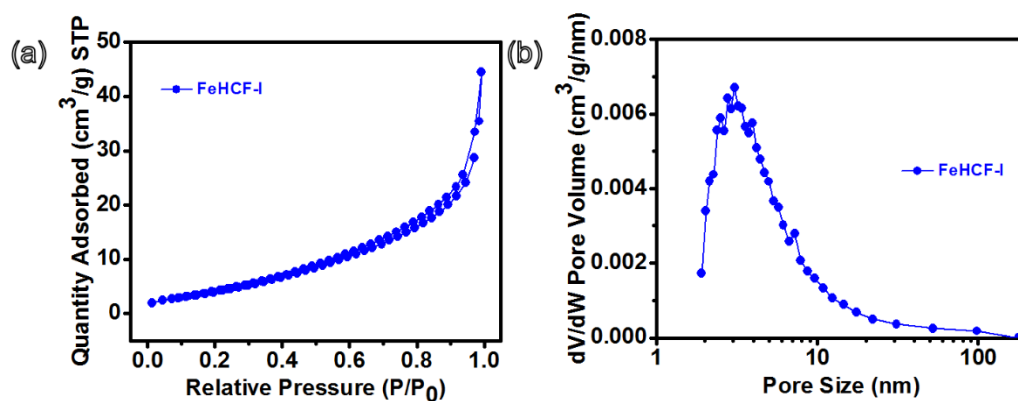 (a)
Quantity Adsorbed (cm³/g) STP
50
40
30
20
10
0
FeHCF-I
0.0 0.2 0.4 0.6 0.8 1.0
Relative Pressure (P/P₀)
(b)
dV/dW Pore Volume (cm³/g/nm)
0.008
0.006
0.004
0.002
0.000
FeHCF-I
1 10 100
Pore Size (nm)